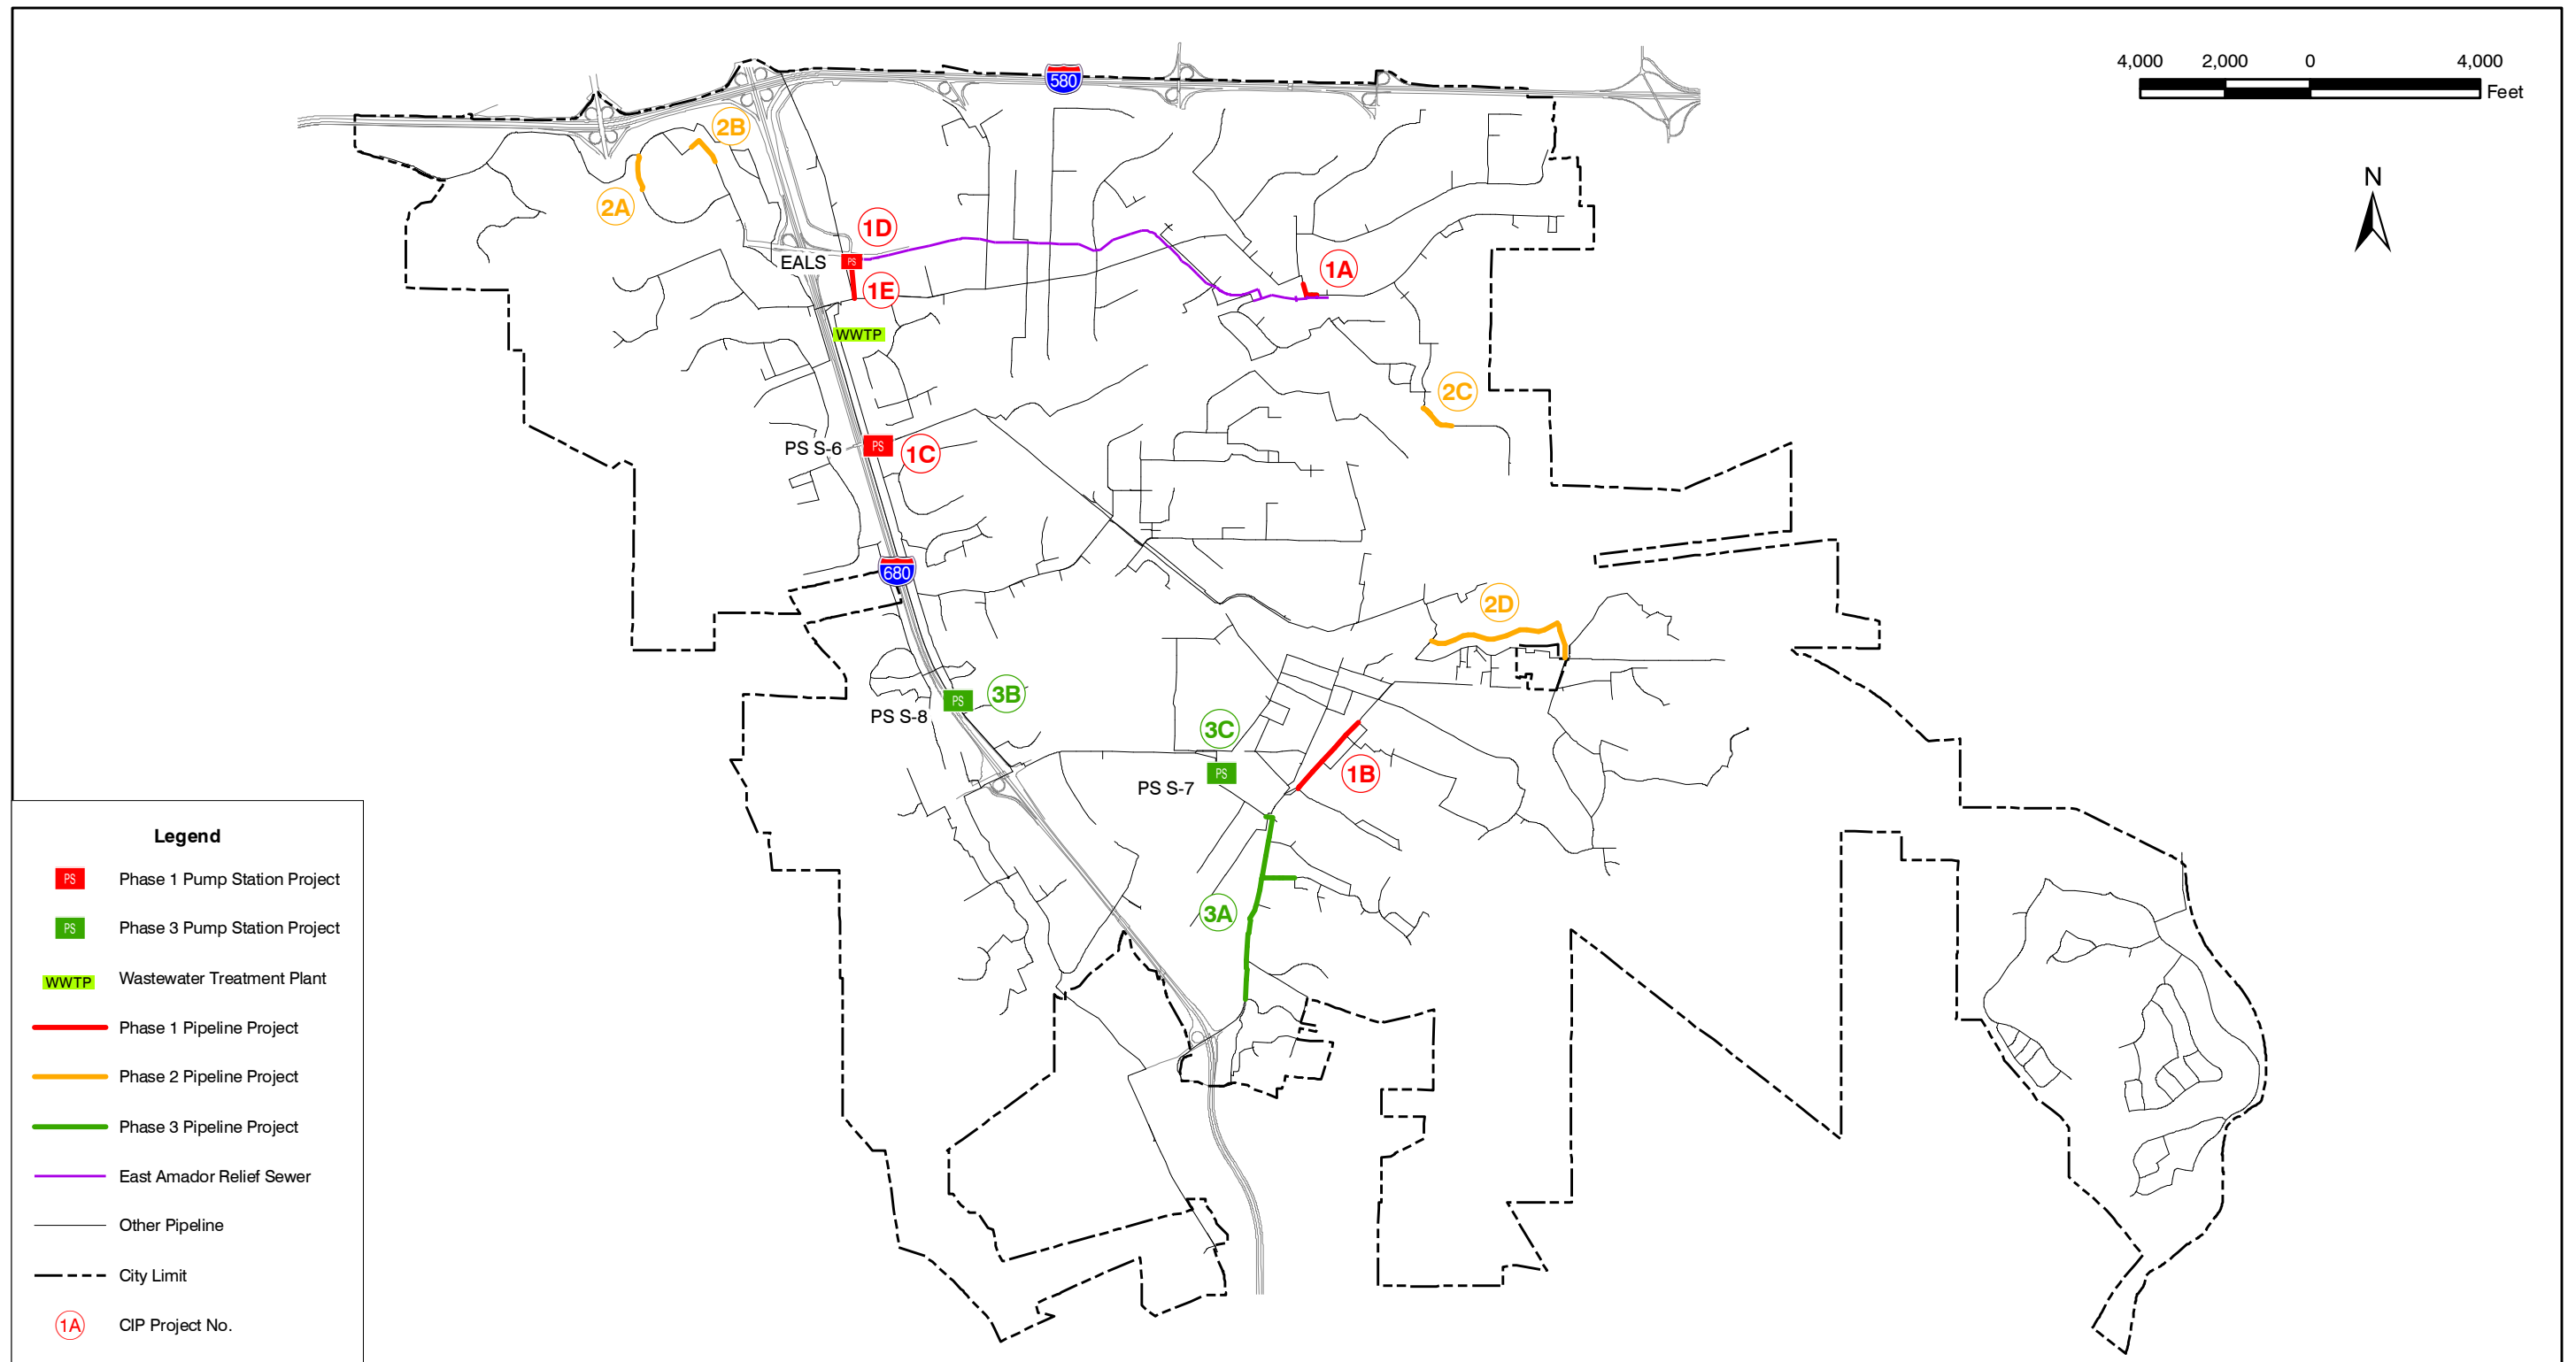 4,000 2,000 0 4,000
Feet
580
N
2B
2A
1D
EALS PS
1E
1A
WWTP
2C
PS S-6 PS 1C
680
2D
PS 3B
PS S-8
3C
PS
PS S-7
1B
3A
Legend
PS Phase 1 Pump Station Project
PS Phase 3 Pump Station Project
WWTP Wastewater Treatment Plant
Phase 1 Pipeline Project
Phase 2 Pipeline Project
Phase 3 Pipeline Project
East Amador Relief Sewer
Other Pipeline
City Limit
1A CIP Project No.